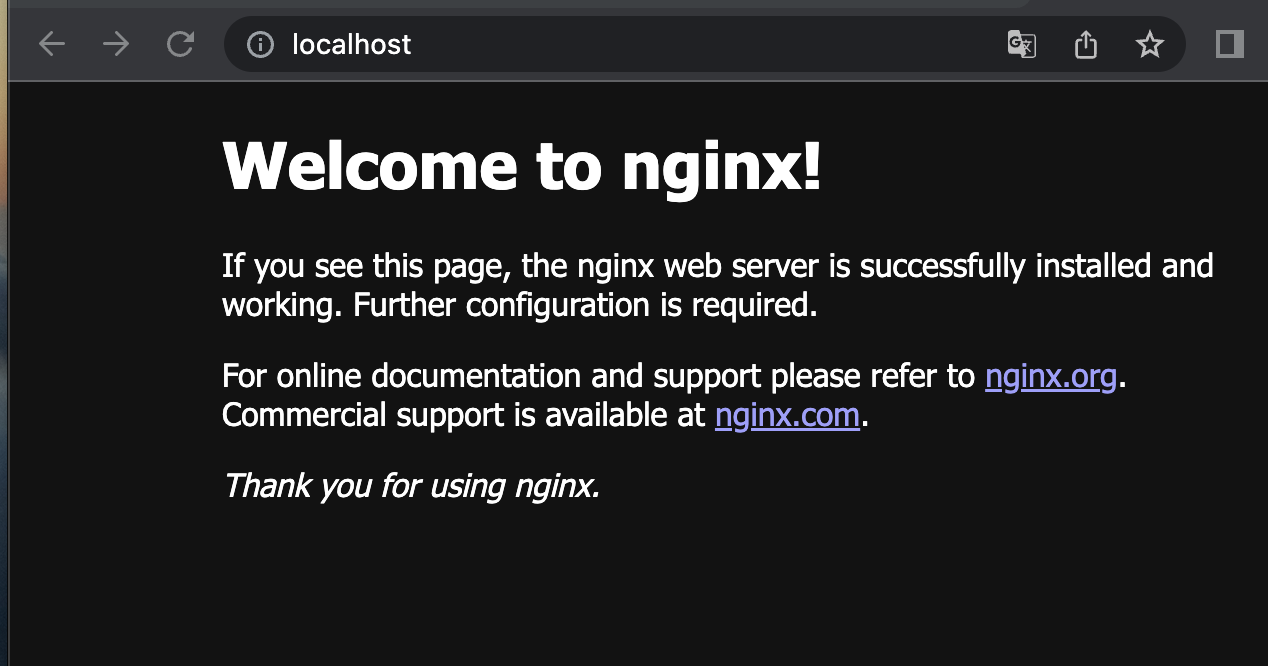 localhost
Welcome to nginx!
If you see this page, the nginx web server is successfully installed and
working. Further configuration is required.
For online documentation and support please refer to nginx.org.
Commercial support is available at nginx.com.
Thank you for using nginx.